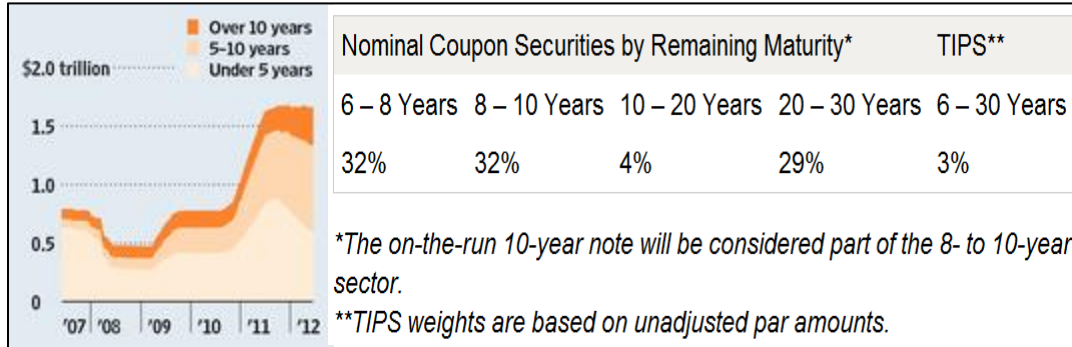 Over 10 years
5–10 years
$2.0 trillion
Under 5 years
1.5
1.0
0.5
0
'07 '08 '09 '10 '11 '12
Nominal Coupon Securities by Remaining Maturity* TIPS**
6 – 8 Years 8 – 10 Years 10 – 20 Years 20 – 30 Years 6 – 30 Years
32% 32% 4% 29% 3%
*The on-the-run 10-year note will be considered part of the 8- to 10-year
sector.
**TIPS weights are based on unadjusted par amounts.